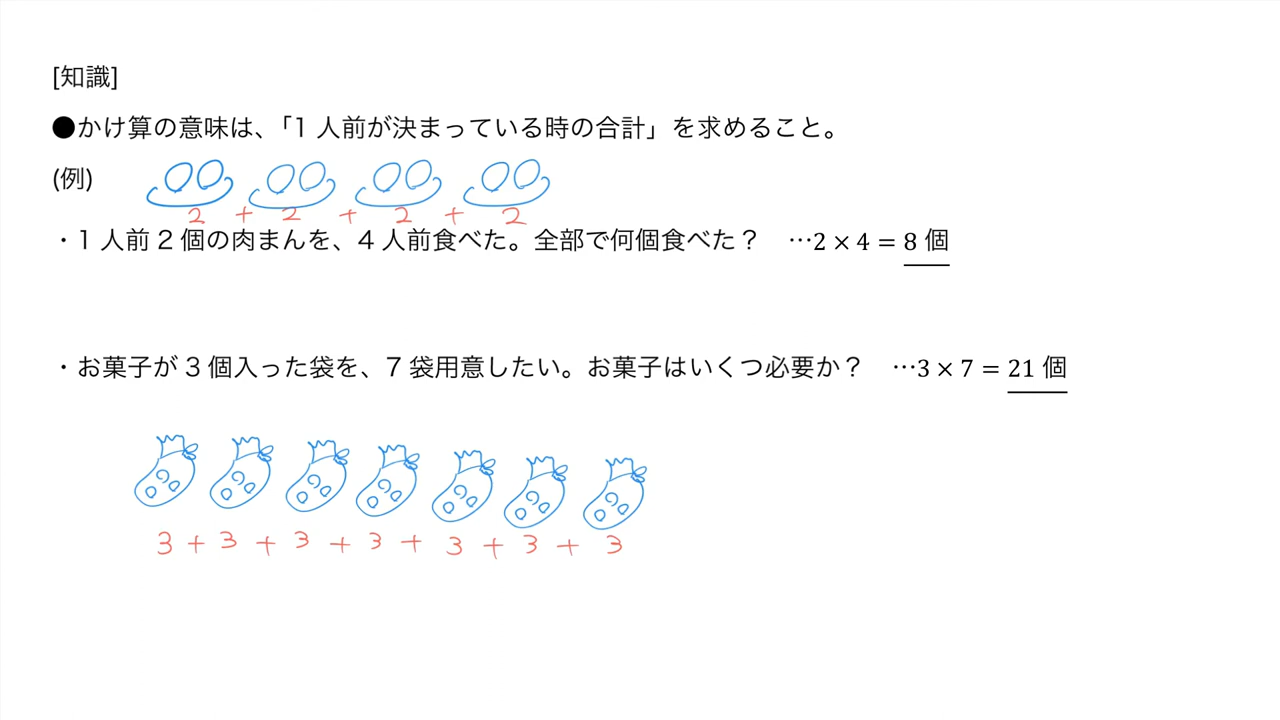 [知識]
●かけ算の意味は、「1人前が決まっている時の合計」を求めること。
(例)
2 + 2 + 2 + 2
・1人前2個の肉まんを、4人前食べた。全部で何個食べた？　…2 × 4 = 8 個
・お菓子が3個入った袋を、7袋用意したい。お菓子はいくつ必要か？　…3 × 7 = 21 個
3 + 3 + 3 + 3 + 3 + 3 + 3